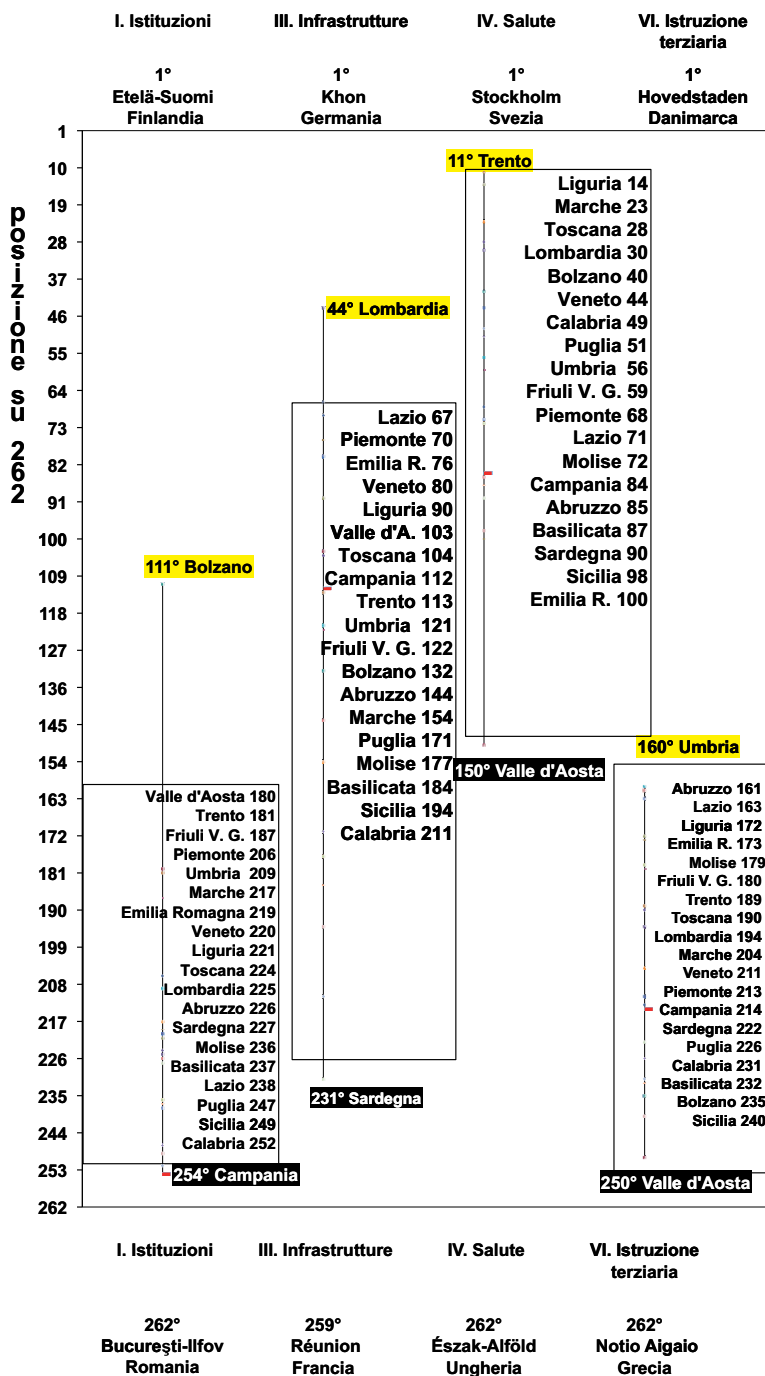 I. Istituzioni
III. Infrastrutture
IV. Salute
VI. Istruzione
terziaria
1°
Etelä-Suomi
Finlandia
1°
Khon
Germania
1°
Stockholm
Svezia
1°
Hovedstaden
Danimarca
posizione su 262
1
10
19
28
37
46
55
64
73
82
91
100
109
118
127
136
145
154
163
172
181
190
199
208
217
226
235
244
253
262
111° Bolzano
Valle d'Aosta 180
Trento 181
Friuli V. G. 187
Piemonte 206
Umbria 209
Marche 217
Emilia Romagna 219
Veneto 220
Liguria 221
Toscana 224
Lombardia 225
Abruzzo 226
Sardegna 227
Molise 236
Basilicata 237
Lazio 238
Puglia 247
Sicilia 249
Calabria 252
254° Campania
44° Lombardia
Lazio 67
Piemonte 70
Emilia R. 76
Veneto 80
Liguria 90
Valle d'A. 103
Toscana 104
Campania 112
Trento 113
Umbria 121
Friuli V. G. 122
Bolzano 132
Abruzzo 144
Marche 154
Puglia 171
Molise 177
Basilicata 184
Sicilia 194
Calabria 211
231° Sardegna
11° Trento
Liguria 14
Marche 23
Toscana 28
Lombardia 30
Bolzano 40
Veneto 44
Calabria 49
Puglia 51
Umbria 56
Friuli V. G. 59
Piemonte 68
Lazio 71
Molise 72
Campania 84
Abruzzo 85
Basilicata 87
Sardegna 90
Sicilia 98
Emilia R. 100
150° Valle d'Aosta
160° Umbria
Abruzzo 161
Lazio 163
Liguria 172
Emilia R. 173
Molise 179
Friuli V. G. 180
Trento 189
Toscana 190
Lombardia 194
Marche 204
Veneto 211
Piemonte 213
Campania 214
Sardegna 222
Puglia 226
Calabria 231
Basilicata 232
Bolzano 235
Sicilia 240
250° Valle d'Aosta
I. Istituzioni
III. Infrastrutture
IV. Salute
VI. Istruzione
terziaria
262°
Bucureşti-Ilfov
Romania
259°
Réunion
Francia
262°
Észak-Alföld
Ungheria
262°
Notio Aigaio
Grecia